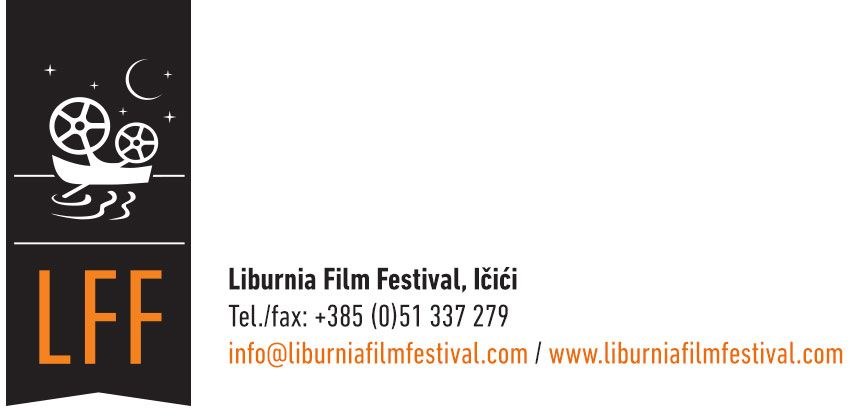 LFF
Liburnia Film Festival, Ičići
Tel./fax: +385 (0)51 337 279
info@liburniafilmfestival.com / www.liburniafilmfestival.com